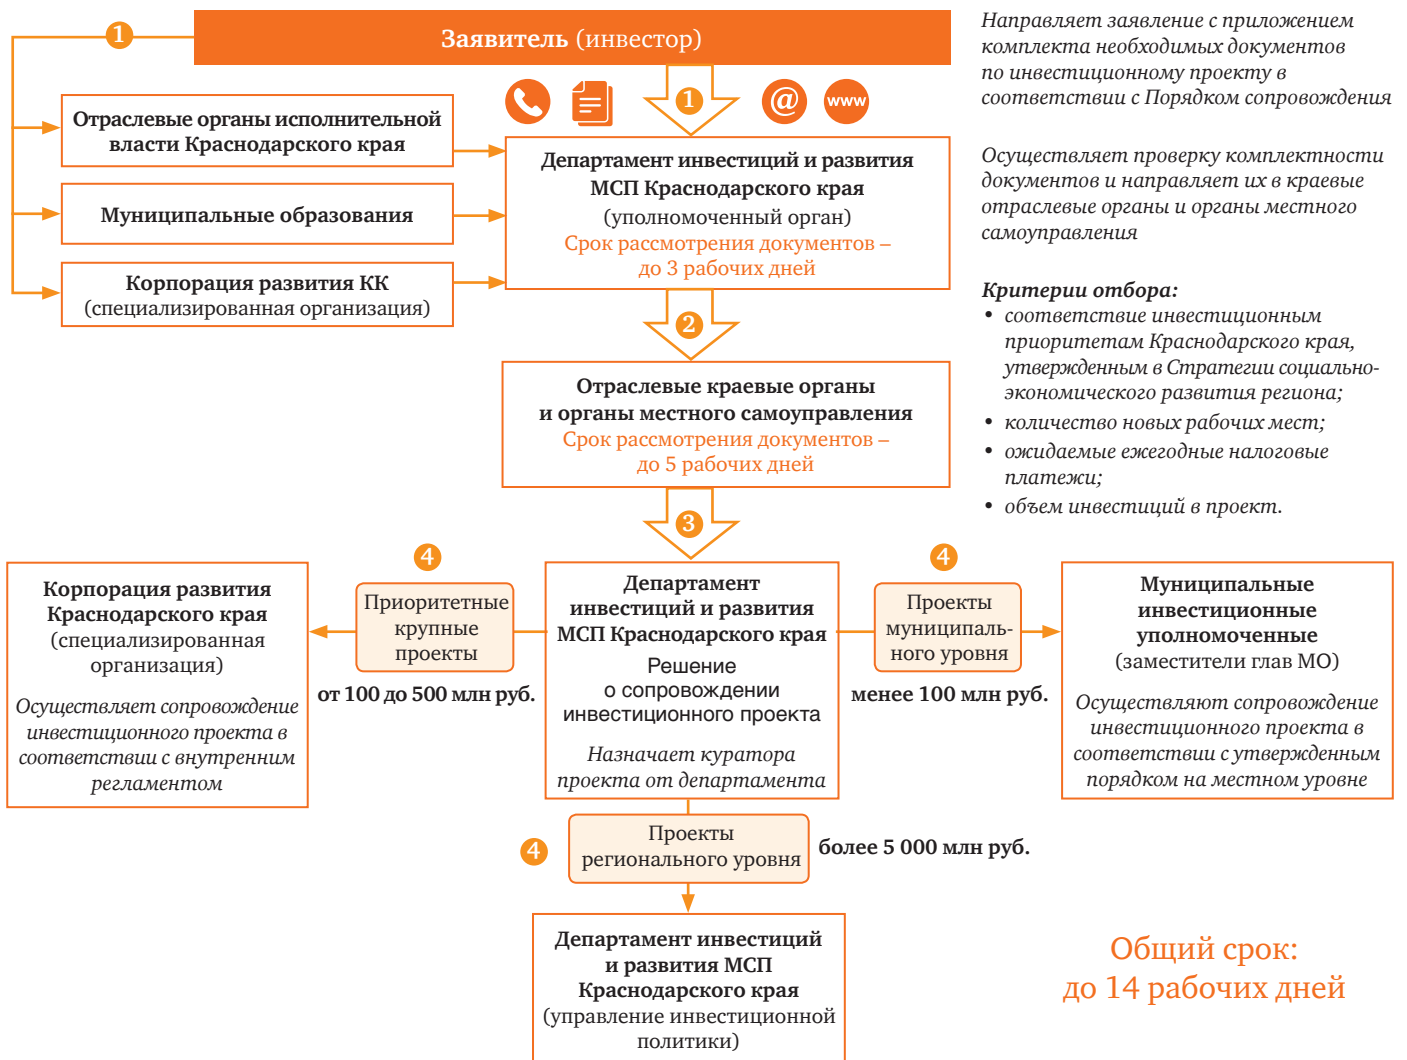 1
Заявитель (инвестор)
1
@
www
Отраслевые органы исполнительной
власти Краснодарского края
Муниципальные образования
Корпорация развития КК
(специализированная организация)
Департамент инвестиций и развития
МСП Краснодарского края
(уполномоченный орган)
Срок рассмотрения документов –
до 3 рабочих дней
Направляет заявление с приложением
комплекта необходимых документов
по инвестиционному проекту в
соответствии с Порядком сопровождения
Осуществляет проверку комплектности
документов и направляет их в краевые
отраслевые органы и органы местного
самоуправления
Критерии отбора:
• соответствие инвестиционным
приоритетам Краснодарского края,
утвержденным в Стратегии социально-
экономического развития региона;
• количество новых рабочих мест;
• ожидаемые ежегодные налоговые
платежи;
• объем инвестиций в проект.
2
Отраслевые краевые органы
и органы местного самоуправления
Срок рассмотрения документов –
до 5 рабочих дней
3
Корпорация развития
Краснодарского края
(специализированная
организация)
Осуществляет сопровождение
инвестиционного проекта в
соответствии с внутренним
регламентом
4
Приоритетные
крупные
проекты
от 100 до 500 млн руб.
Департамент
инвестиций и развития
МСП Краснодарского края
Решение
о сопровождении
инвестиционного проекта
Назначает куратора
проекта от департамента
4
Проекты
муниципаль-
ного уровня
менее 100 млн руб.
Муниципальные
инвестиционные
уполномоченные
(заместители глав МО)
Осуществляют сопровождение
инвестиционного проекта в
соответствии с утвержденным
порядком на местном уровне
4
Проекты
регионального уровня
более 5 000 млн руб.
Департамент инвестиций
и развития МСП
Краснодарского края
(управление инвестиционной
политики)
Общий срок:
до 14 рабочих дней